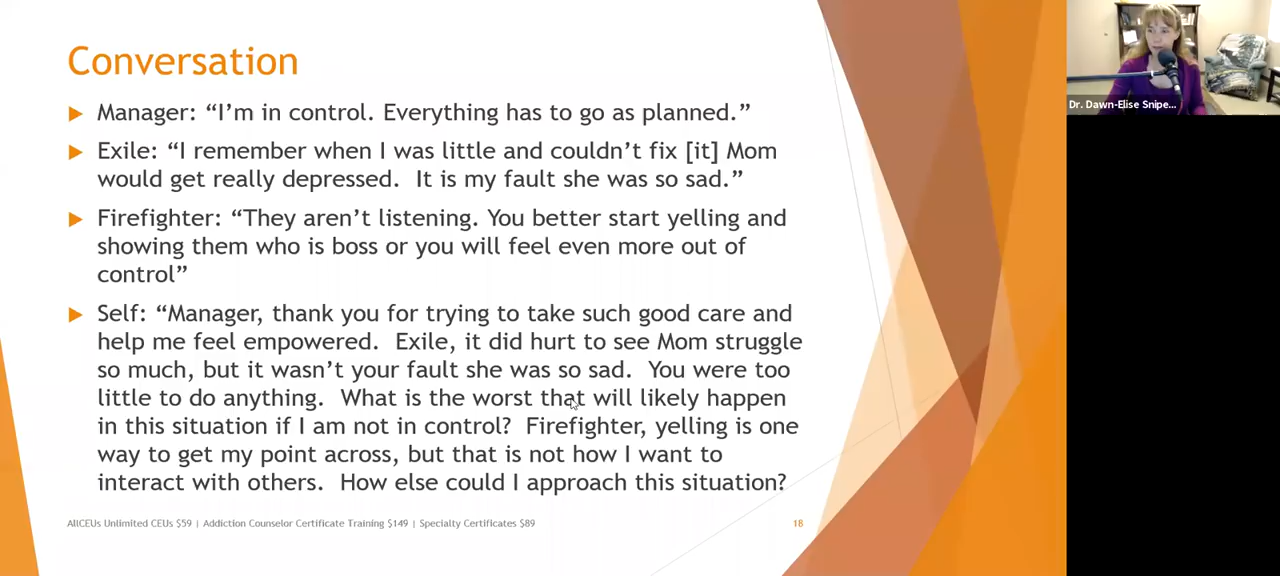 Conversation
Manager: “I’m in control. Everything has to go as planned.”
Exile: “I remember when I was little and couldn’t fix [it] Mom
would get really depressed.  It is my fault she was so sad.”
Firefighter: “They aren’t listening. You better start yelling and
showing them who is boss or you will feel even more out of
control”
Self: “Manager, thank you for trying to take such good care and
help me feel empowered.  Exile, it did hurt to see Mom struggle
so much, but it wasn’t your fault she was so sad.  You were too
little to do anything.  What is the worst that will likely happen
in this situation if I am not in control?  Firefighter, yelling is one
way to get my point across, but that is not how I want to
interact with others.  How else could I approach this situation?
AllCEUs Unlimited CEUs $59 | Addiction Counselor Certificate Training $149 | Specialty Certificates $89
18
Dr. Dawn-Elise Snipe...